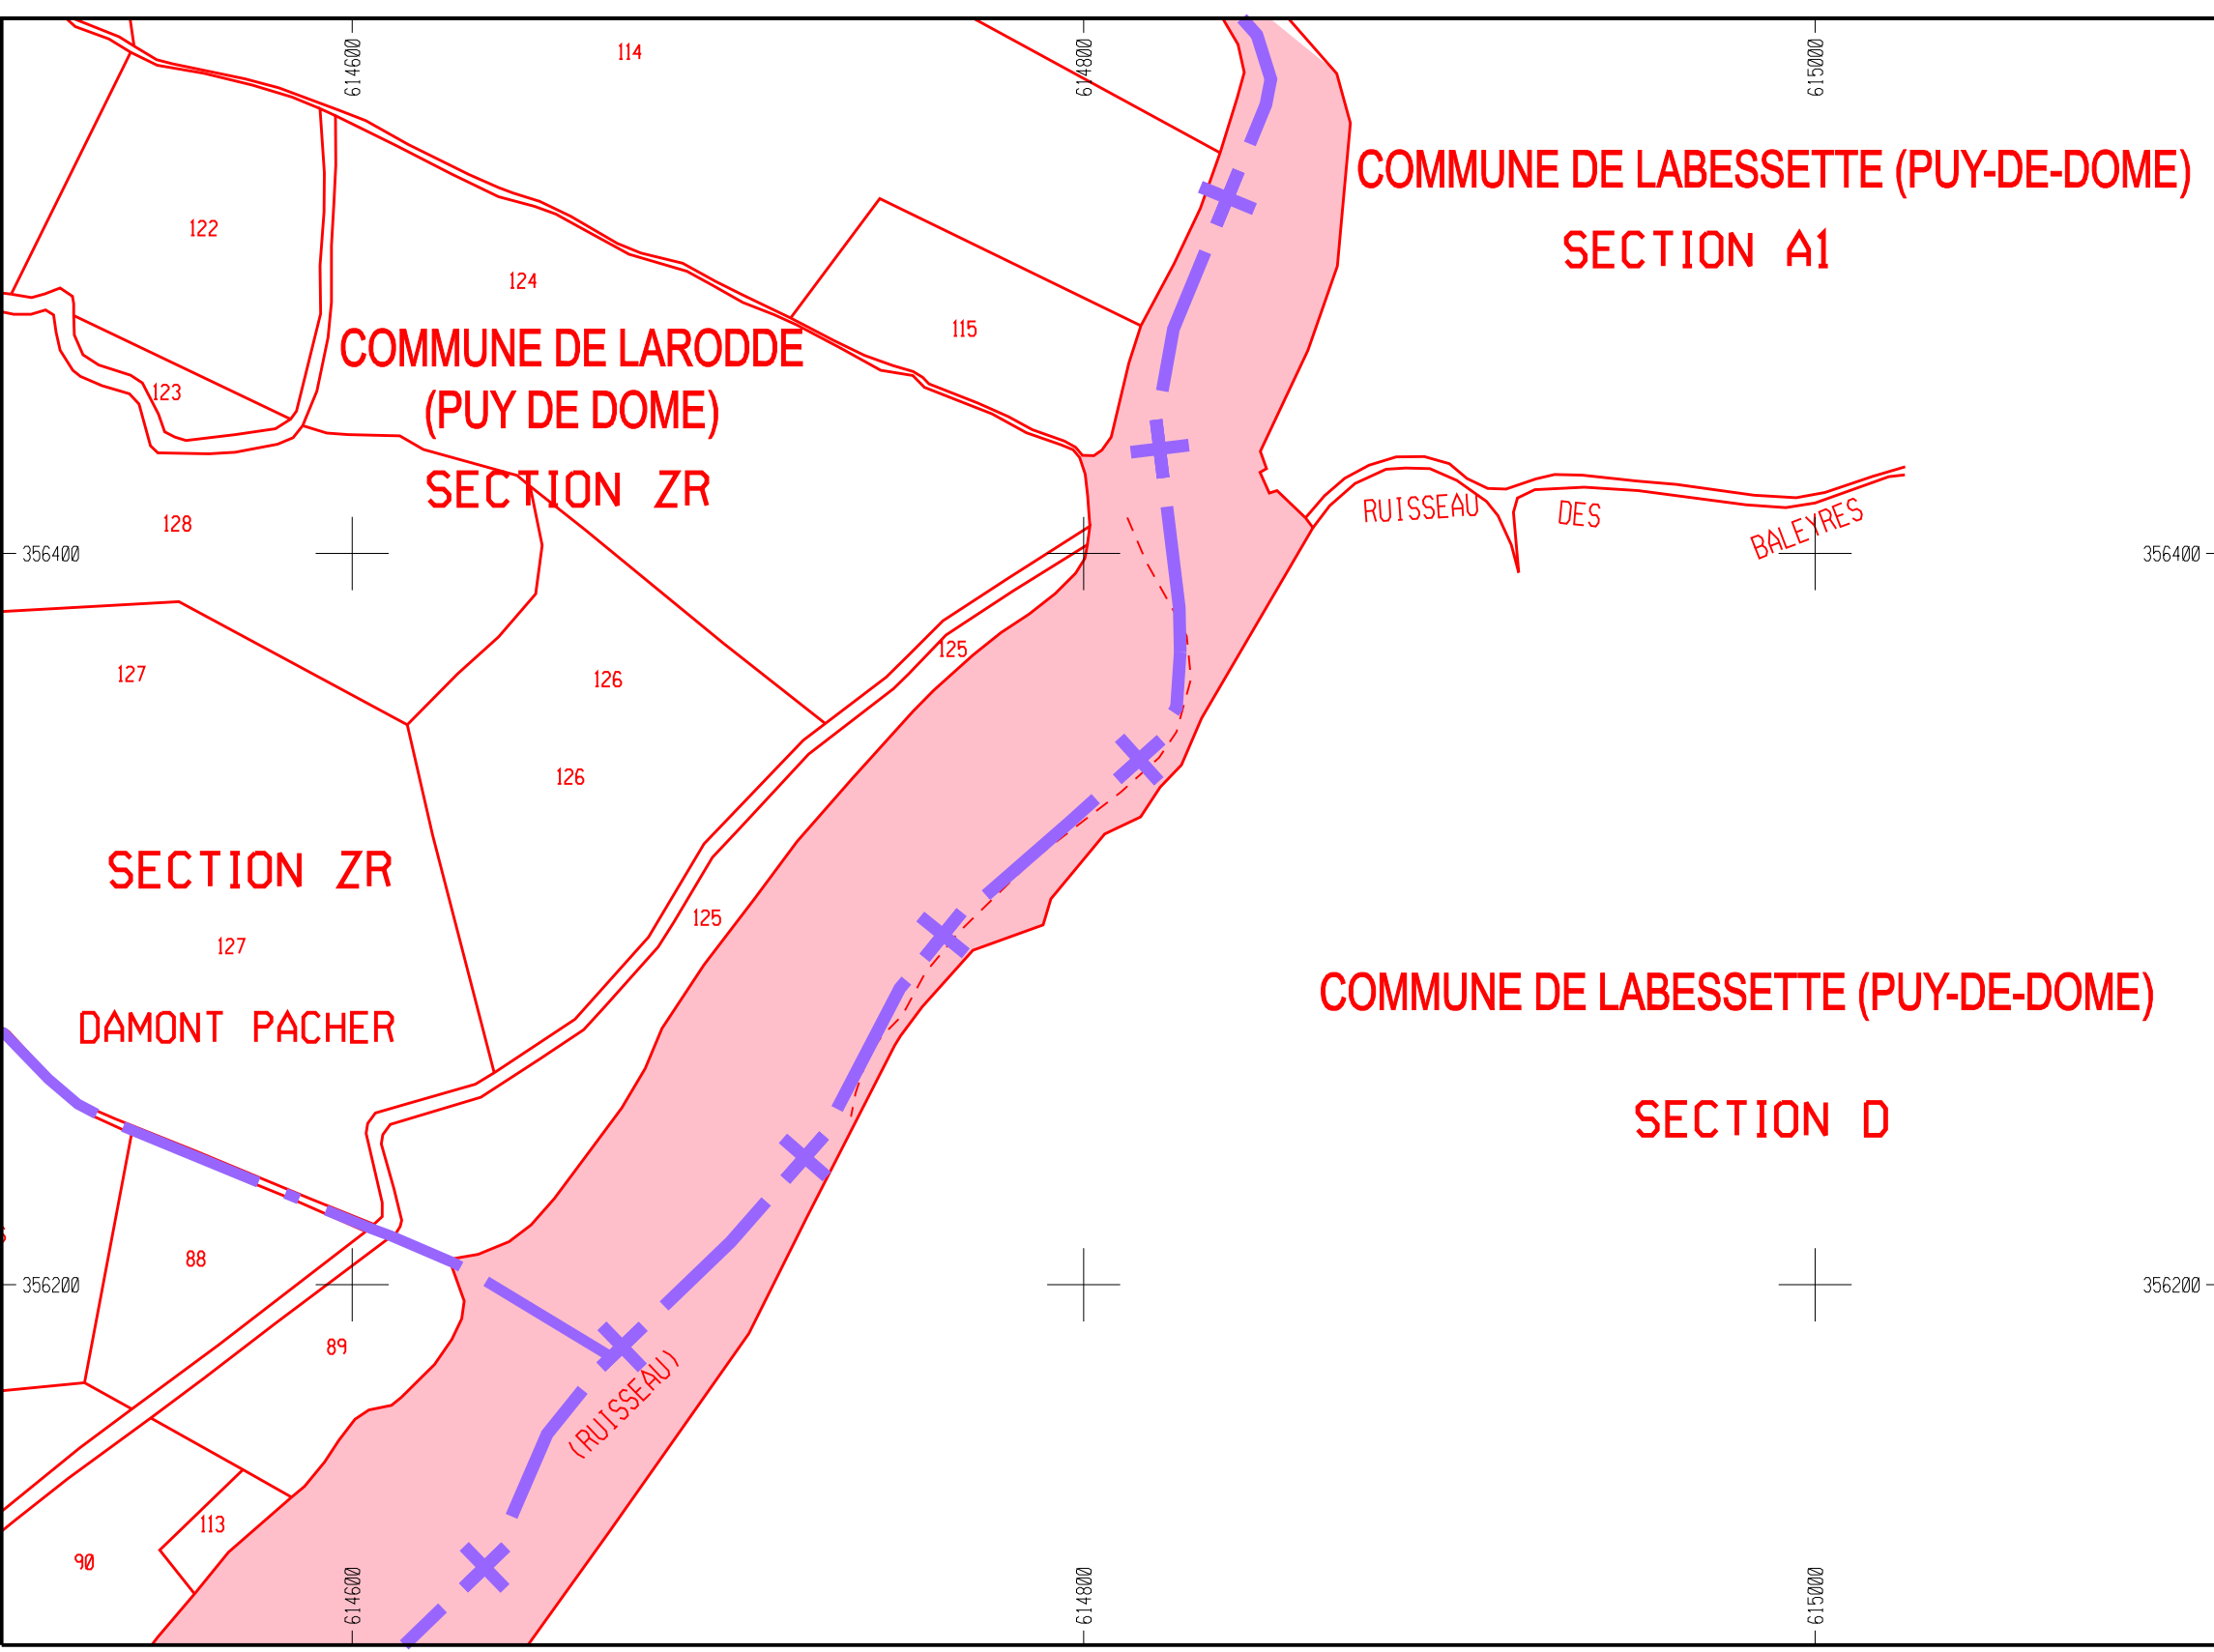 614600
614800
615000
114
COMMUNE DE LABESSETTE (PUY-DE-DOME)
SECTION A1
122
124
115
COMMUNE DE LARODDE
(PUY DE DOME)
SECTION ZR
123
128
RUISSEAU DES BALEYRES
356400
356400
125
127
126
126
SECTION ZR
125
127
DAMONT PACHER
COMMUNE DE LABESSETTE (PUY-DE-DOME)
SECTION D
88
356200
356200
89
(RUISSEAU)
113
90
614600
614800
615000